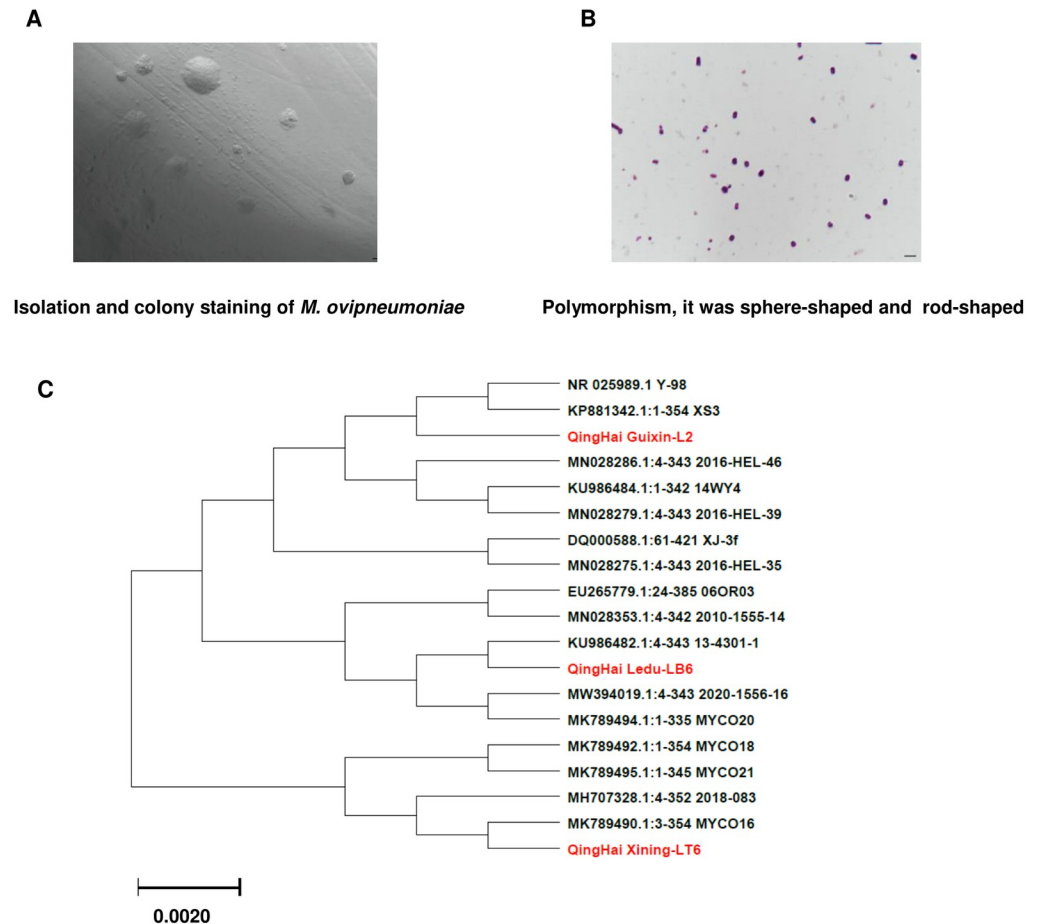 A
B
Isolation and colony staining of M. ovipneumoniae
Polymorphism, it was sphere-shaped and rod-shaped
C
NR 025989.1 Y-98
KP881342.1:1-354 XS3
QingHai Guixin-L2
MN028286.1:4-343 2016-HEL-46
KU986484.1:1-342 14WY4
MN028279.1:4-343 2016-HEL-39
DQ000588.1:61-421 XJ-3f
MN028275.1:4-343 2016-HEL-35
EU265779.1:24-385 06OR03
MN028353.1:4-342 2010-1555-14
KU986482.1:4-343 13-4301-1
QingHai Ledu-LB6
MW394019.1:4-343 2020-1556-16
MK789494.1:1-335 MYCO20
MK789492.1:1-354 MYCO18
MK789495.1:1-345 MYCO21
MH707328.1:4-352 2018-083
MK789490.1:3-354 MYCO16
QingHai Xining-LT6
0.0020